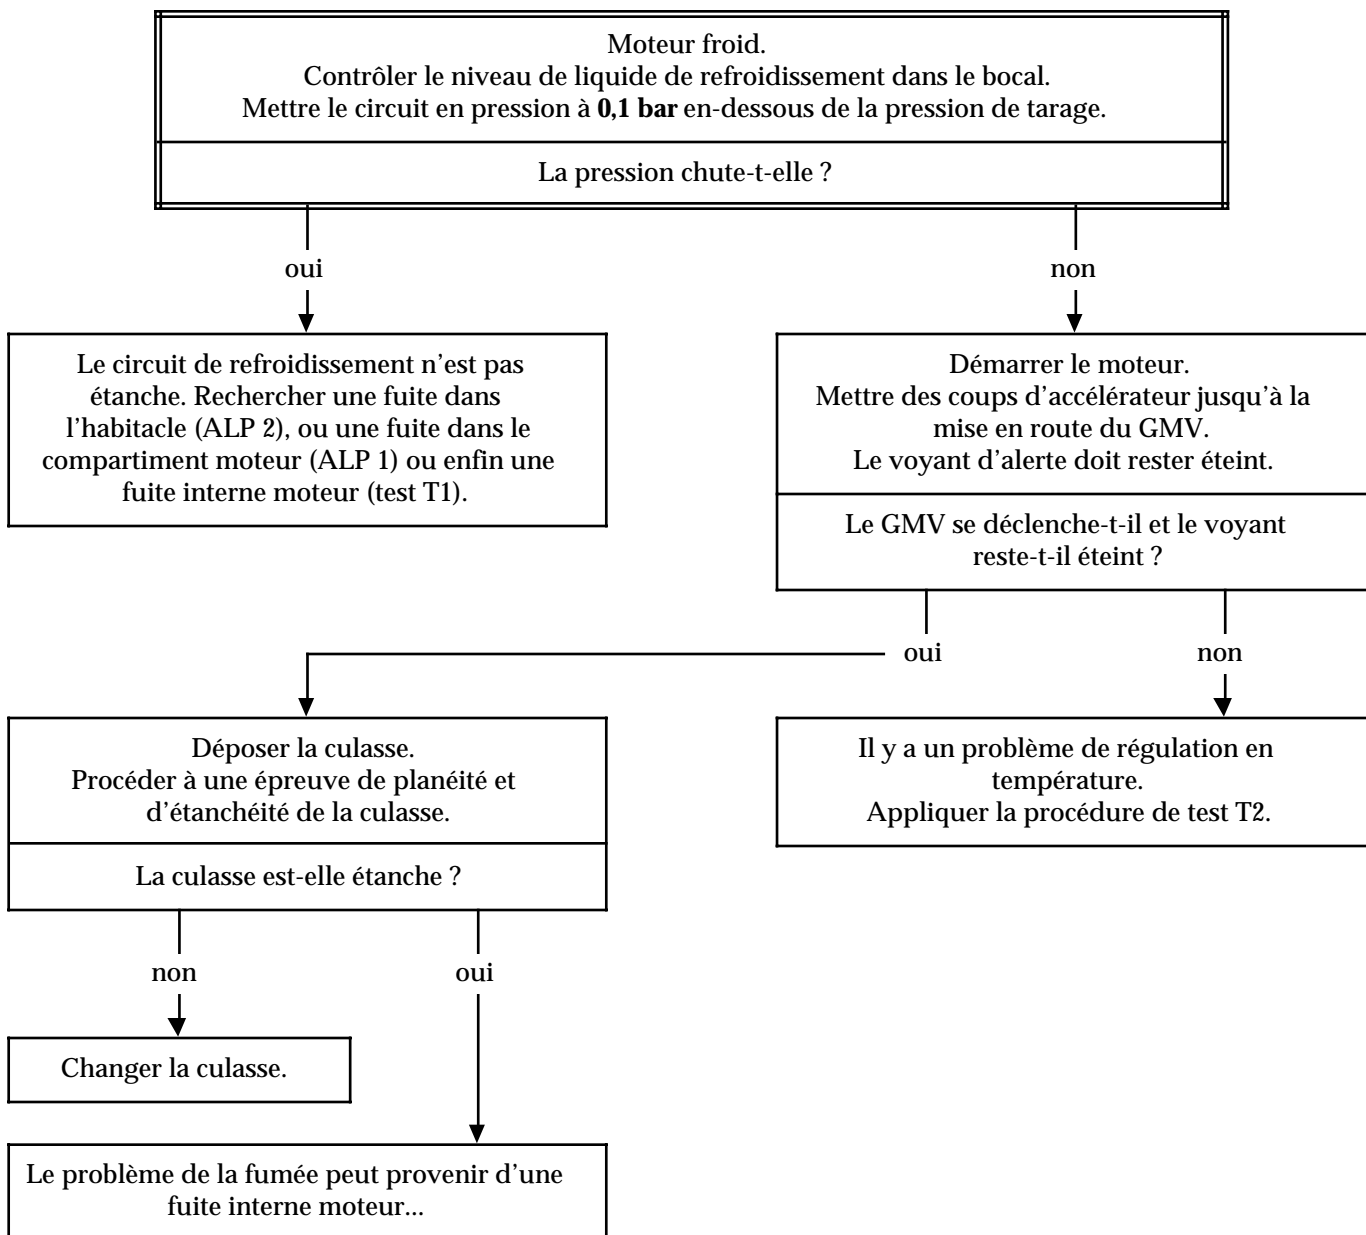 Moteur froid.
Contrôler le niveau de liquide de refroidissement dans le bocal.
Mettre le circuit en pression à 0,1 bar en-dessous de la pression de tarage.
La pression chute-t-elle ?
oui
non
Le circuit de refroidissement n’est pas
étanche. Rechercher une fuite dans
l’habitacle (ALP 2), ou une fuite dans le
compartiment moteur (ALP 1) ou enfin une
fuite interne moteur (test T1).
Démarrer le moteur.
Mettre des coups d’accélérateur jusqu’à la
mise en route du GMV.
Le voyant d’alerte doit rester éteint.
Le GMV se déclenche-t-il et le voyant
reste-t-il éteint ?
oui
non
Déposer la culasse.
Procéder à une épreuve de planéité et
d’étanchéité de la culasse.
La culasse est-elle étanche ?
Il y a un problème de régulation en
température.
Appliquer la procédure de test T2.
non
oui
Changer la culasse.
Le problème de la fumée peut provenir d’une
fuite interne moteur...